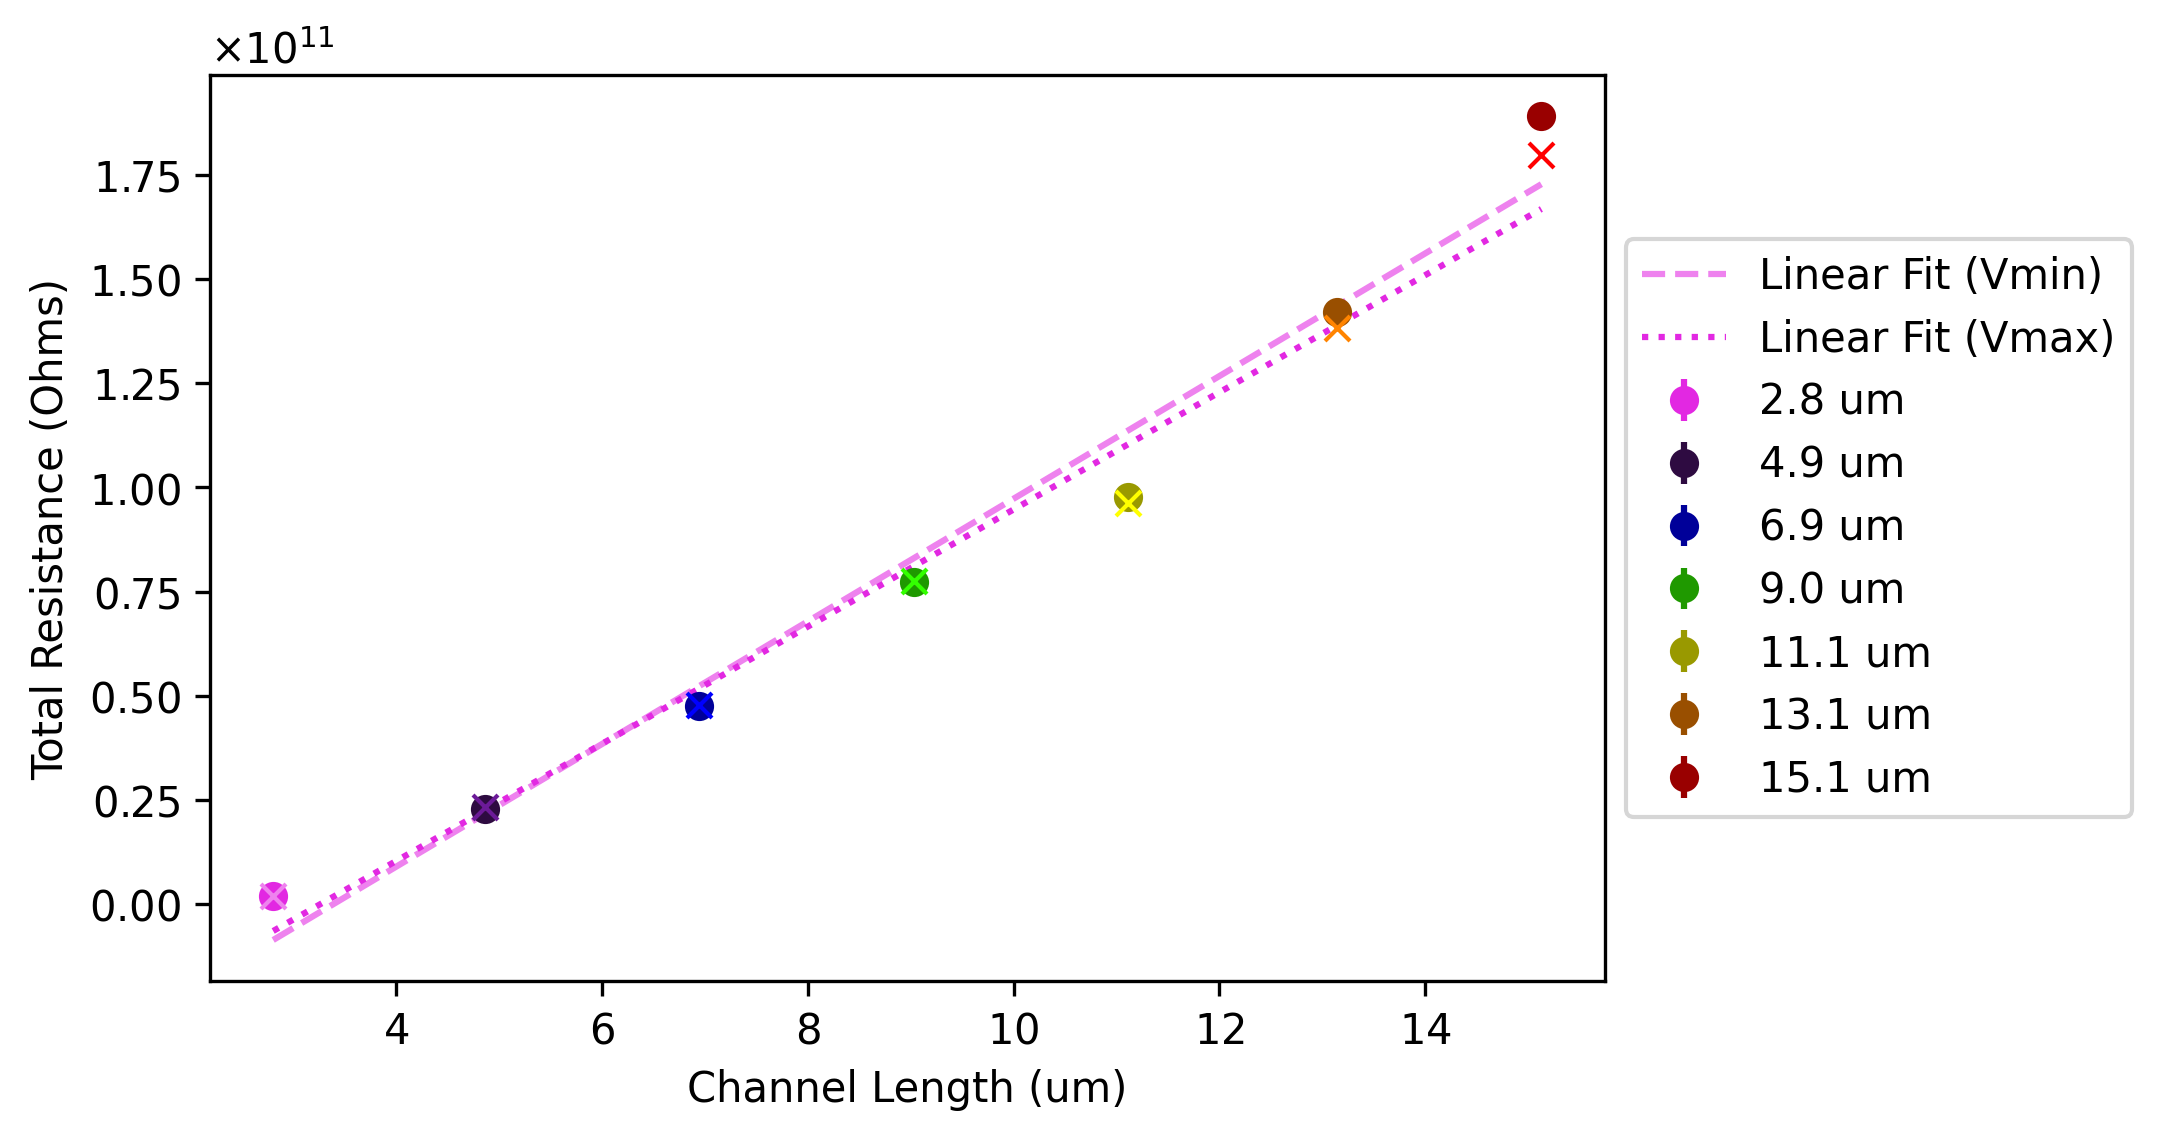 ×10¹¹
Total Resistance (Ohms)
1.75
1.50
1.25
1.00
0.75
0.50
0.25
0.00
4 6 8 10 12 14
Channel Length (um)
Linear Fit (Vmin)
Linear Fit (Vmax)
2.8 um
4.9 um
6.9 um
9.0 um
11.1 um
13.1 um
15.1 um